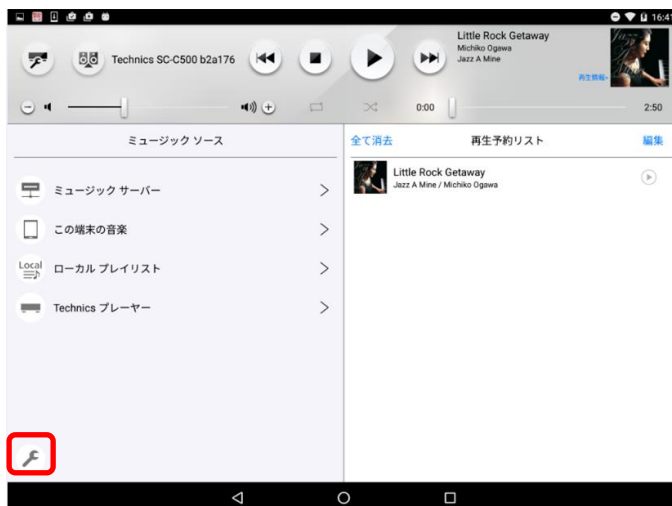 16:41
Technics SC-C500 b2a176
Little Rock Getaway
Michiko Ogawa
Jazz A Mine
再生情報>
0:00
2:50
ミュージック ソース
ミュージック サーバー
この端末の音楽
Local
ローカル プレイリスト
Technics プレーヤー
全て消去
再生予約リスト
編集
Little Rock Getaway
Jazz A Mine / Michiko Ogawa